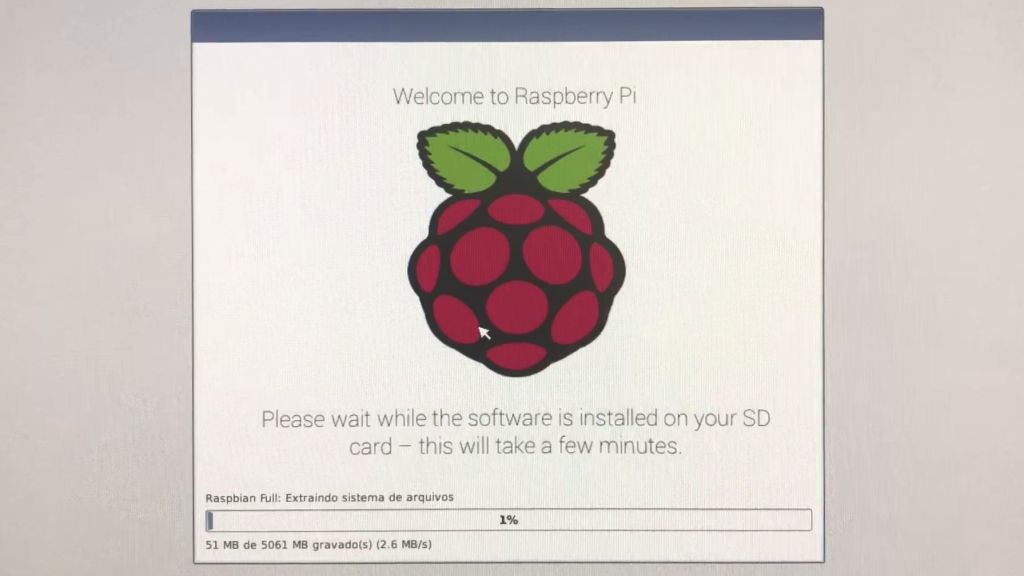 Welcome to Raspberry Pi
Please wait while the software is installed on your SD
card – this will take a few minutes.
Raspbian Full: Extraindo sistema de arquivos
1%
51 MB de 5061 MB gravado(s) (2.6 MB/s)